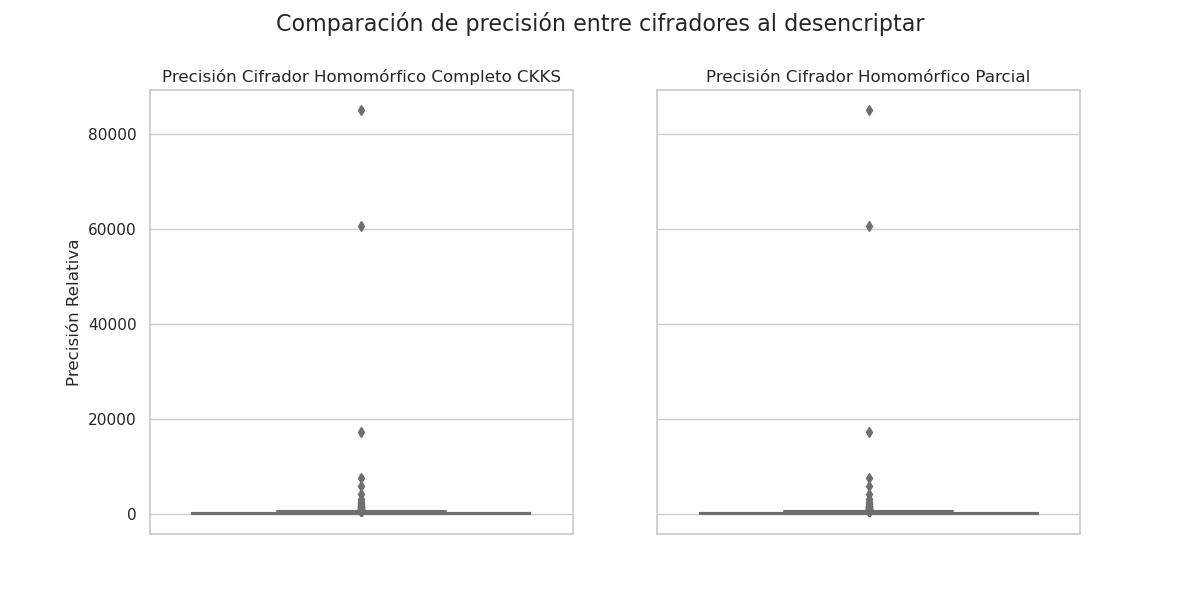 Comparación de precisión entre cifradores al desencriptar
Precisión Cifrador Homomórfico Completo CKKS
Precisión Cifrador Homomórfico Parcial
Precisión Relativa
80000
60000
40000
20000
0